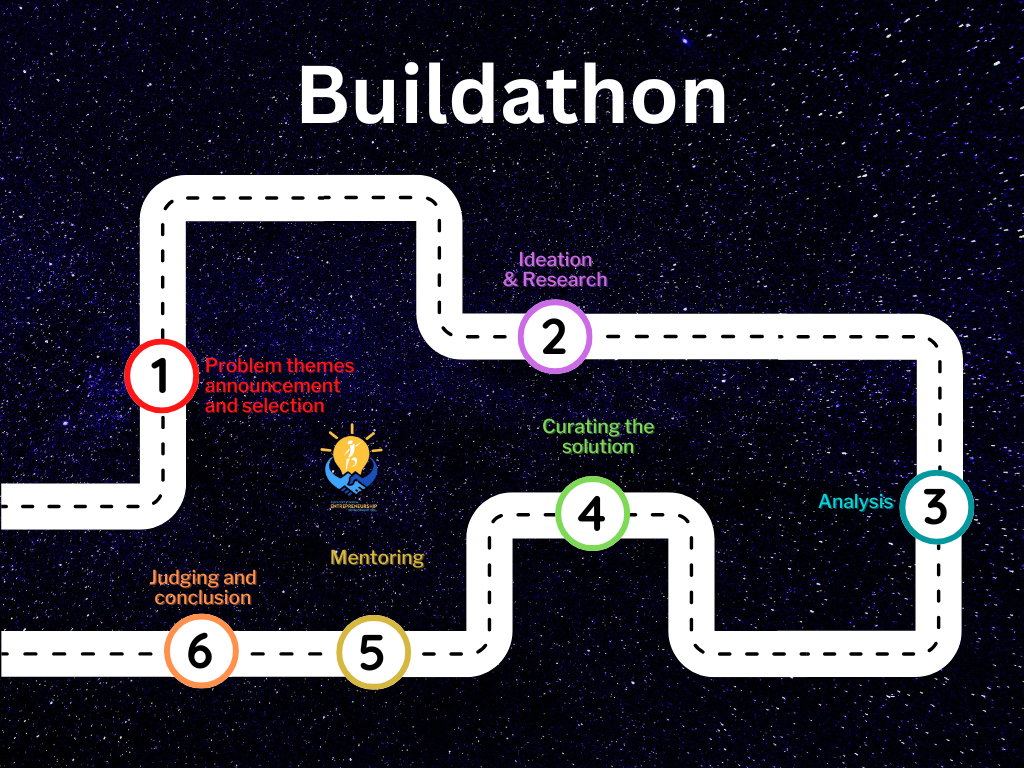 Buildathon
Ideation
& Research
2
1
Problem themes
announcement
and selection
Curating the
solution
4
Analysis
3
ENTREPRENEURSHIP
Mentoring
5
Judging and
conclusion
6